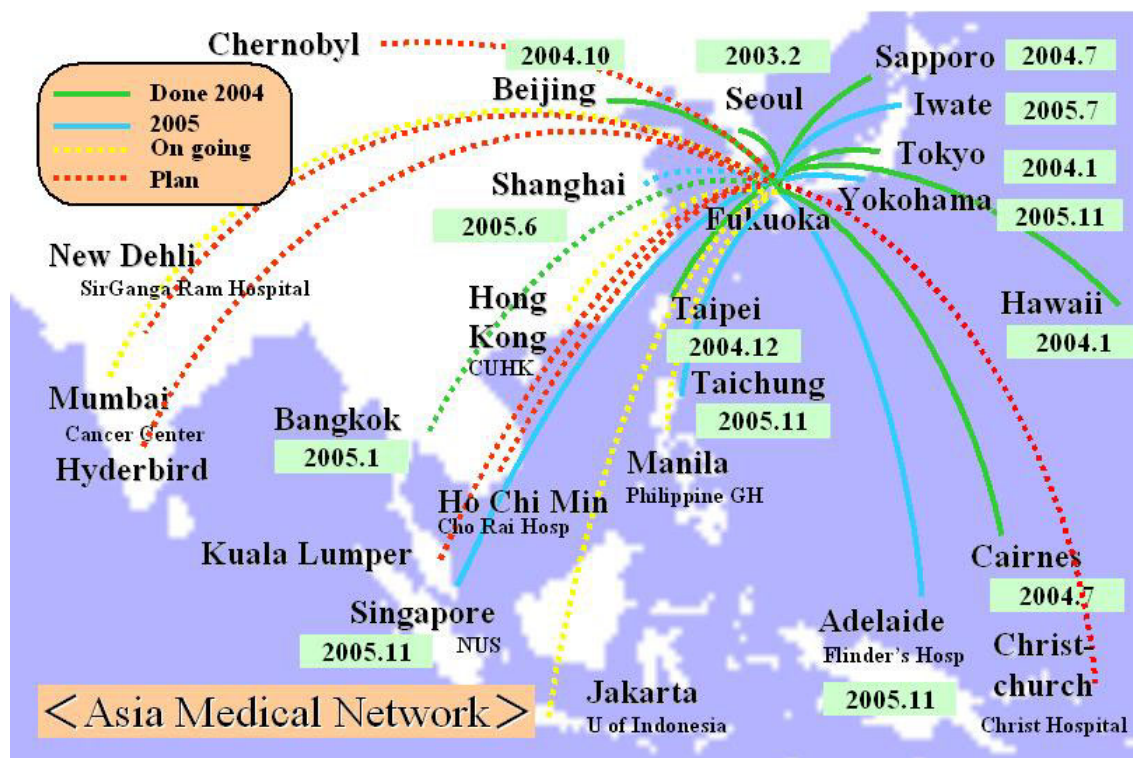 Chernobyl
Done 2004
2005
On going
Plan
2004.10
Beijing
2003.2
Seoul
Sapporo
2004.7
Iwate
2005.7
Tokyo
2004.1
Yokohama
2005.11
Shanghai
2005.6
Fukuoka
New Dehli
SirGanga Ram Hospital
Hong
Kong
CUHK
Taipei
2004.12
Hawaii
2004.1
Taichung
2005.11
Mumbai
Cancer Center
Hyderbird
Bangkok
2005.1
Manila
Philippine GH
Ho Chi Min
Cho Rai Hosp
Kuala Lumper
Singapore
NUS
2005.11
Cairnes
2004.7
Adelaide
Flinder's Hosp
2005.11
Christ-
church
Christ Hospital
Jakarta
U of Indonesia
<Asia Medical Network>